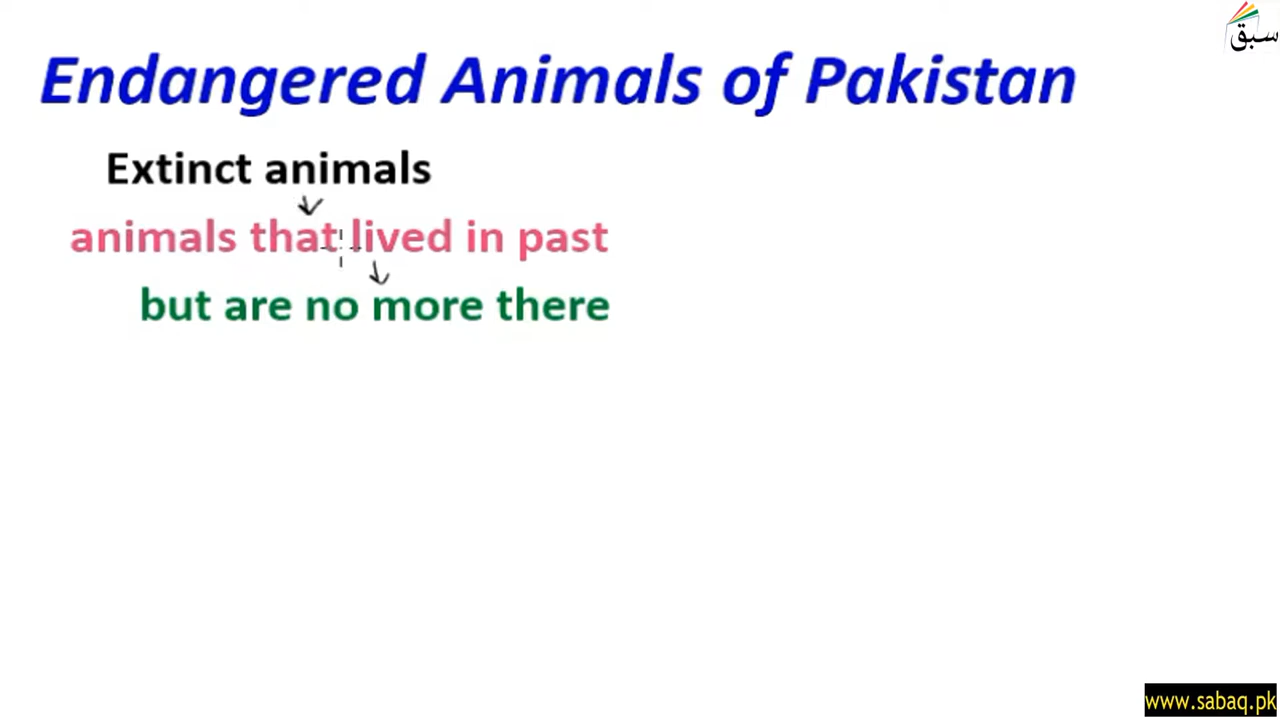 سبق
Endangered Animals of Pakistan
Extinct animals
animals that lived in past
but are no more there
www.sabaq.pk